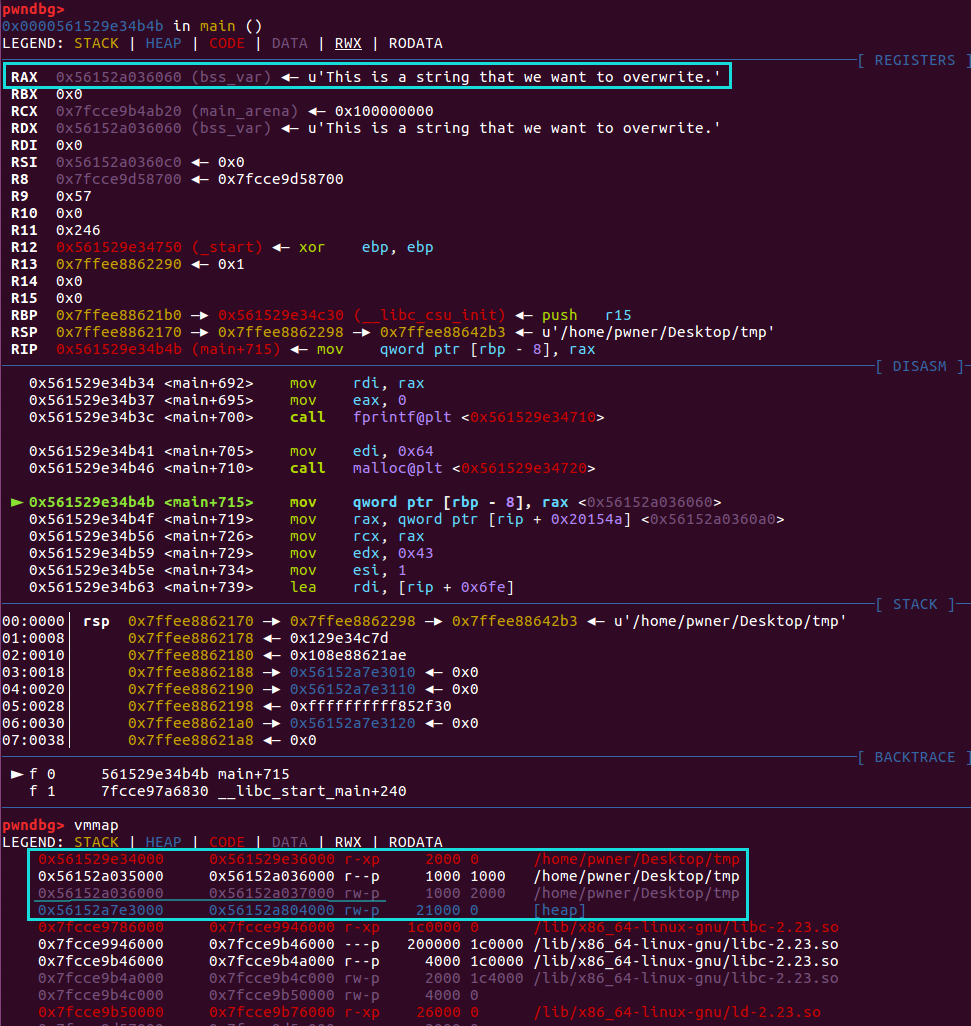 pwndbg>
0x0000561529e34b4b in main ()
LEGEND: STACK | HEAP | CODE | DATA | RWX | RODATA
[ REGISTERS ]
RAX  0x56152a036060 (bss_var) ◂— u'This is a string that we want to overwrite.'
RBX  0x0
RCX  0x7fcce9b4ab20 (main_arena) ◂— 0x100000000
RDX  0x56152a036060 (bss_var) ◂— u'This is a string that we want to overwrite.'
RDI  0x0
RSI  0x56152a0360c0 ◂— 0x0
R8   0x7fcce9d58700 ◂— 0x7fcce9d58700
R9   0x57
R10  0x0
R11  0x246
R12  0x561529e34750 (_start) ◂— xor    ebp, ebp
R13  0x7ffee8862290 ◂— 0x1
R14  0x0
R15  0x0
RBP  0x7ffee88621b0 —▸ 0x561529e34c30 (__libc_csu_init) ◂— push   r15
RSP  0x7ffee8862170 —▸ 0x7ffee8862298 —▸ 0x7ffee88642b3 ◂— u'/home/pwner/Desktop/tmp'
RIP  0x561529e34b4b (main+715) ◂— mov    qword ptr [rbp - 8], rax
[ DISASM ]
0x561529e34b34 <main+692>    mov    rdi, rax
0x561529e34b37 <main+695>    mov    eax, 0
0x561529e34b3c <main+700>    call   fprintf@plt <0x561529e34710>
0x561529e34b41 <main+705>    mov    edi, 0x64
0x561529e34b46 <main+710>    call   malloc@plt <0x561529e34720>
► 0x561529e34b4b <main+715>    mov    qword ptr [rbp - 8], rax <0x56152a036060>
0x561529e34b4f <main+719>    mov    rax, qword ptr [rip + 0x20154a] <0x56152a0360a0>
0x561529e34b56 <main+726>    mov    rcx, rax
0x561529e34b59 <main+729>    mov    edx, 0x43
0x561529e34b5e <main+734>    mov    esi, 1
0x561529e34b63 <main+739>    lea    rdi, [rip + 0x6fe]
[ STACK ]
00:0000│ rsp  0x7ffee8862170 —▸ 0x7ffee8862298 —▸ 0x7ffee88642b3 ◂— u'/home/pwner/Desktop/tmp'
01:0008│      0x7ffee8862178 ◂— 0x129e34c7d
02:0010│      0x7ffee8862180 ◂— 0x108e88621ae
03:0018│      0x7ffee8862188 —▸ 0x56152a7e3010 ◂— 0x0
04:0020│      0x7ffee8862190 —▸ 0x56152a7e3110 ◂— 0x0
05:0028│      0x7ffee8862198 ◂— 0xffffffffff852f30
06:0030│      0x7ffee88621a0 —▸ 0x56152a7e3120 ◂— 0x0
07:0038│      0x7ffee88621a8 ◂— 0x0
[ BACKTRACE ]
► f 0     561529e34b4b main+715
f 1     7fcce97a6830 __libc_start_main+240
pwndbg> vmmap
LEGEND: STACK | HEAP | CODE | DATA | RWX | RODATA
0x561529e34000     0x561529e36000 r-xp     2000 0      /home/pwner/Desktop/tmp
0x56152a035000     0x56152a036000 r--p     1000 1000   /home/pwner/Desktop/tmp
0x56152a036000     0x56152a037000 rw-p     1000 2000   /home/pwner/Desktop/tmp
0x56152a7e3000     0x56152a804000 rw-p    21000 0      [heap]
0x7fcce9786000     0x7fcce9946000 r-xp   1c0000 0      /lib/x86_64-linux-gnu/libc-2.23.so
0x7fcce9946000     0x7fcce9b46000 ---p   200000 1c0000 /lib/x86_64-linux-gnu/libc-2.23.so
0x7fcce9b46000     0x7fcce9b4a000 r--p     4000 1c0000 /lib/x86_64-linux-gnu/libc-2.23.so
0x7fcce9b4a000     0x7fcce9b4c000 rw-p     2000 1c4000 /lib/x86_64-linux-gnu/libc-2.23.so
0x7fcce9b4c000     0x7fcce9b50000 rw-p     4000 0
0x7fcce9b50000     0x7fcce9b76000 r-xp    26000 0      /lib/x86_64-linux-gnu/ld-2.23.so